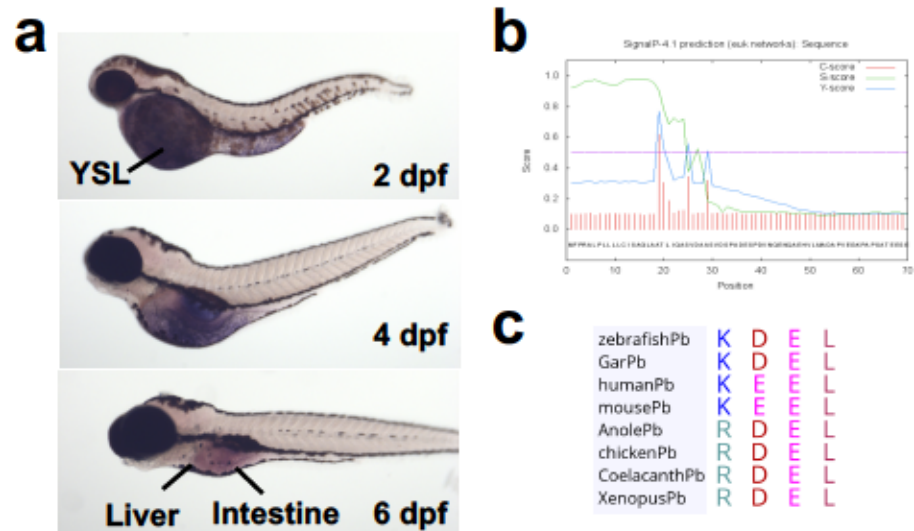 a
YSL
2 dpf
4 dpf
Liver
Intestine
6 dpf
b
SignalP-4.1 prediction (euk networks): Sequence
C-score
S-score
Y-score
Score
1.0
0.8
0.6
0.4
0.2
0.0
0 10 20 30 40 50 60 70
Position
c
zebrafishPb K D E L
GarPb K D E L
humanPb K E E L
mousePb K E E L
AnolePb R D E L
chickenPb R D E L
CoelacanthPb R D E L
XenopusPb R D E L